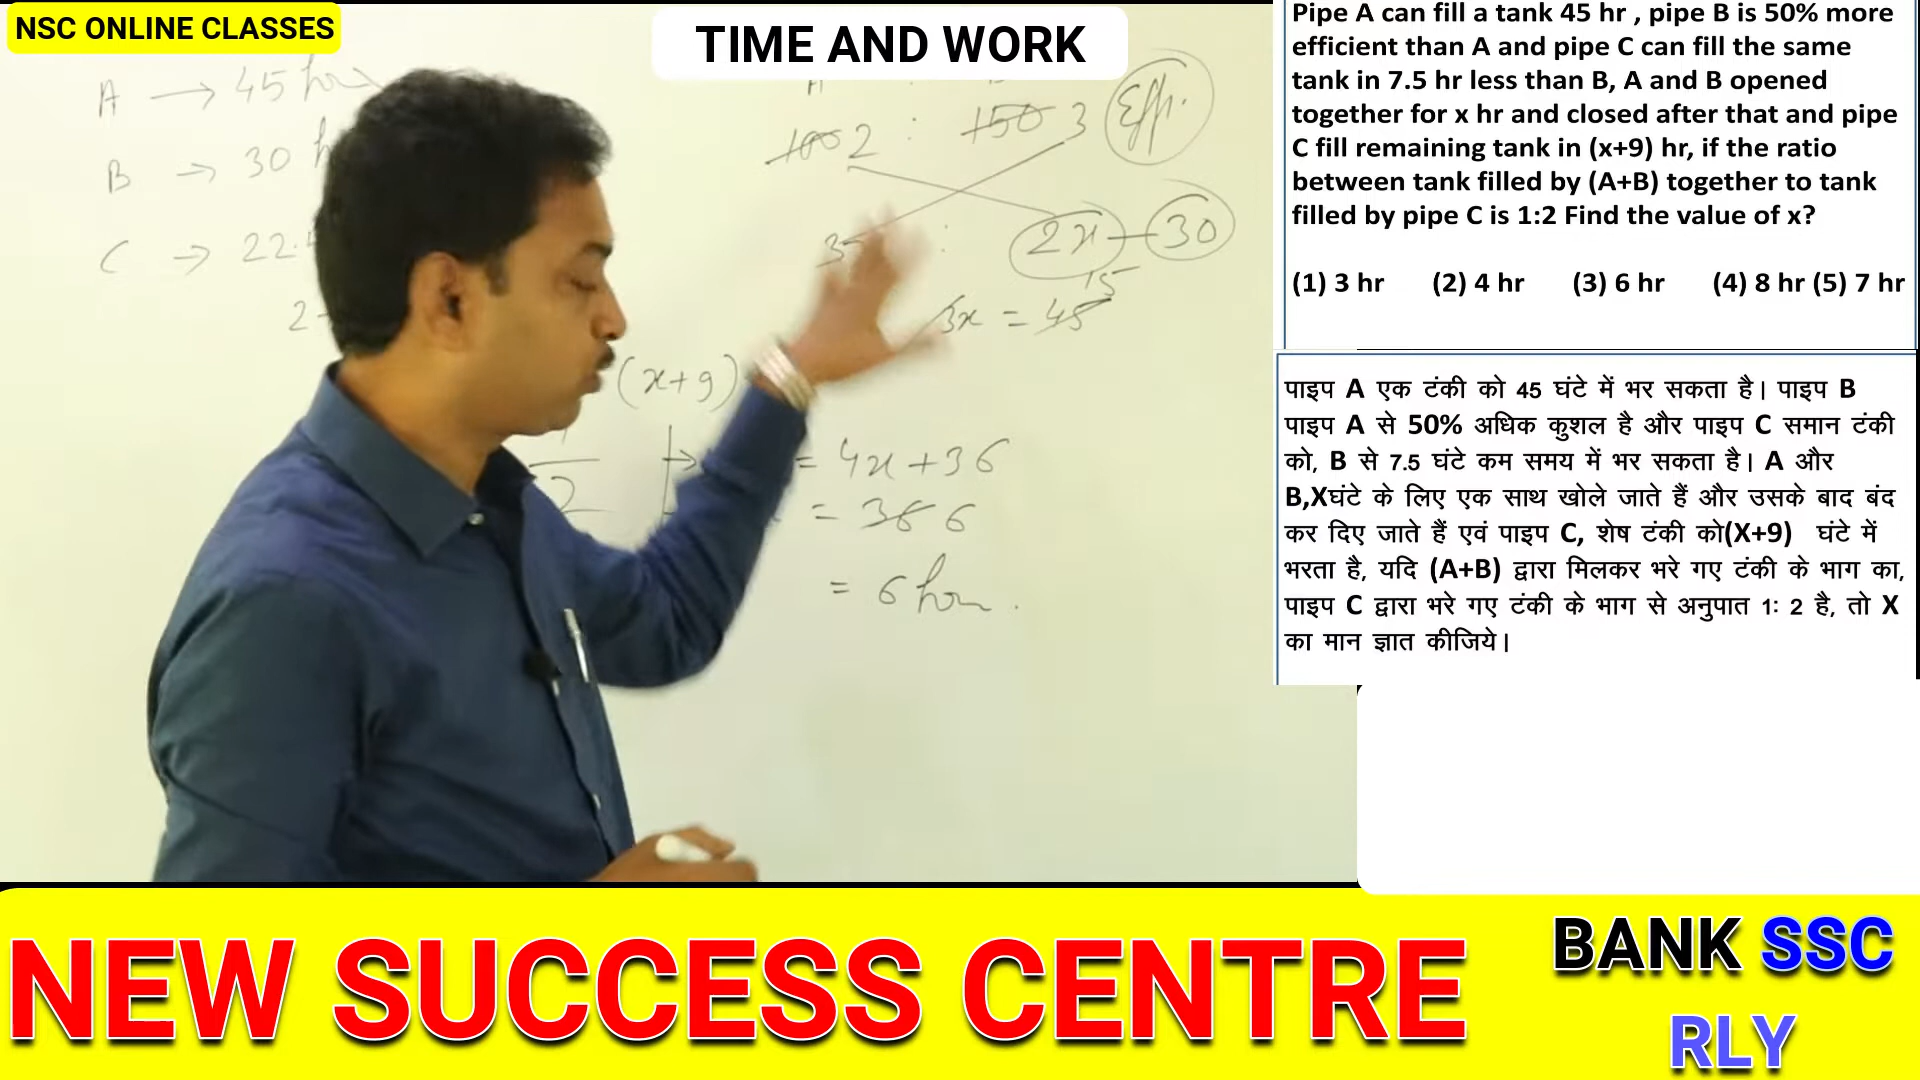 NSC ONLINE CLASSES
TIME AND WORK
A → 45 hr
B → 30 h
C → 22.5
100 2 : 150 3 Effi.
2x 30
3x = 45 15
(x+9)
= 4x+36
= 36 6
= 6 hour.
Pipe A can fill a tank 45 hr , pipe B is 50% more
efficient than A and pipe C can fill the same
tank in 7.5 hr less than B, A and B opened
together for x hr and closed after that and pipe
C fill remaining tank in (x+9) hr, if the ratio
between tank filled by (A+B) together to tank
filled by pipe C is 1:2 Find the value of x?
(1) 3 hr (2) 4 hr (3) 6 hr (4) 8 hr (5) 7 hr
पाइप A एक टंकी को 45 घंटे में भर सकता है। पाइप B
पाइप A से 50% अधिक कुशल है और पाइप C समान टंकी
को, B से 7.5 घंटे कम समय में भर सकता है। A और
B,Xघंटे के लिए एक साथ खोले जाते हैं और उसके बाद बंद
कर दिए जाते हैं एवं पाइप C, शेष टंकी को(X+9) घंटे में
भरता है, यदि (A+B) द्वारा मिलकर भरे गए टंकी के भाग का,
पाइप C द्वारा भरे गए टंकी के भाग से अनुपात 1: 2 है, तो X
का मान ज्ञात कीजिये।
NEW SUCCESS CENTRE
BANK SSC
RLY